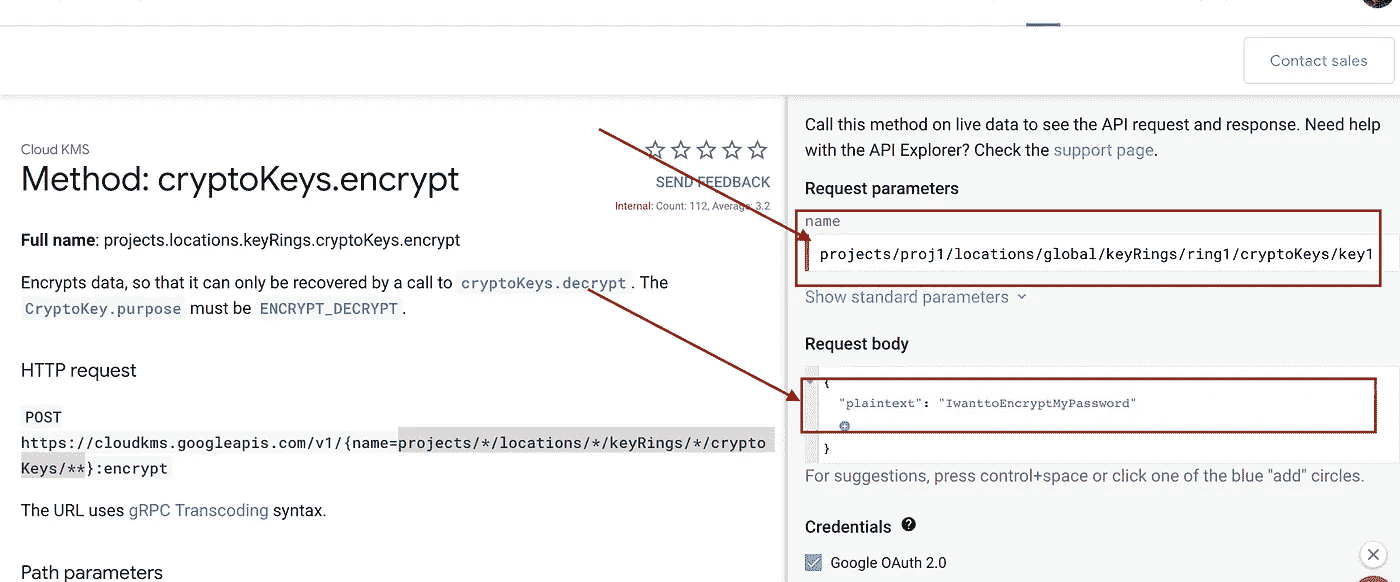 Contact sales
Cloud KMS
Method: cryptoKeys.encrypt
SEND FEEDBACK
Internal: Count: 112, Average: 3.2
Full name: projects.locations.keyRings.cryptoKeys.encrypt
Encrypts data, so that it can only be recovered by a call to cryptoKeys.decrypt. The
CryptoKey.purpose must be ENCRYPT_DECRYPT.
HTTP request
POST
https://cloudkms.googleapis.com/v1/{name=projects/*/locations/*/keyRings/*/crypto
Keys/**}:encrypt
The URL uses gRPC Transcoding syntax.
Path parameters
Call this method on live data to see the API request and response. Need help
with the API Explorer? Check the support page.
Request parameters
name
projects/proj1/locations/global/keyRings/ring1/cryptoKeys/key1
Show standard parameters
Request body
{
"plaintext": "IwanttoEncryptMyPassword"
}
For suggestions, press control+space or click one of the blue "add" circles.
Credentials
Google OAuth 2.0